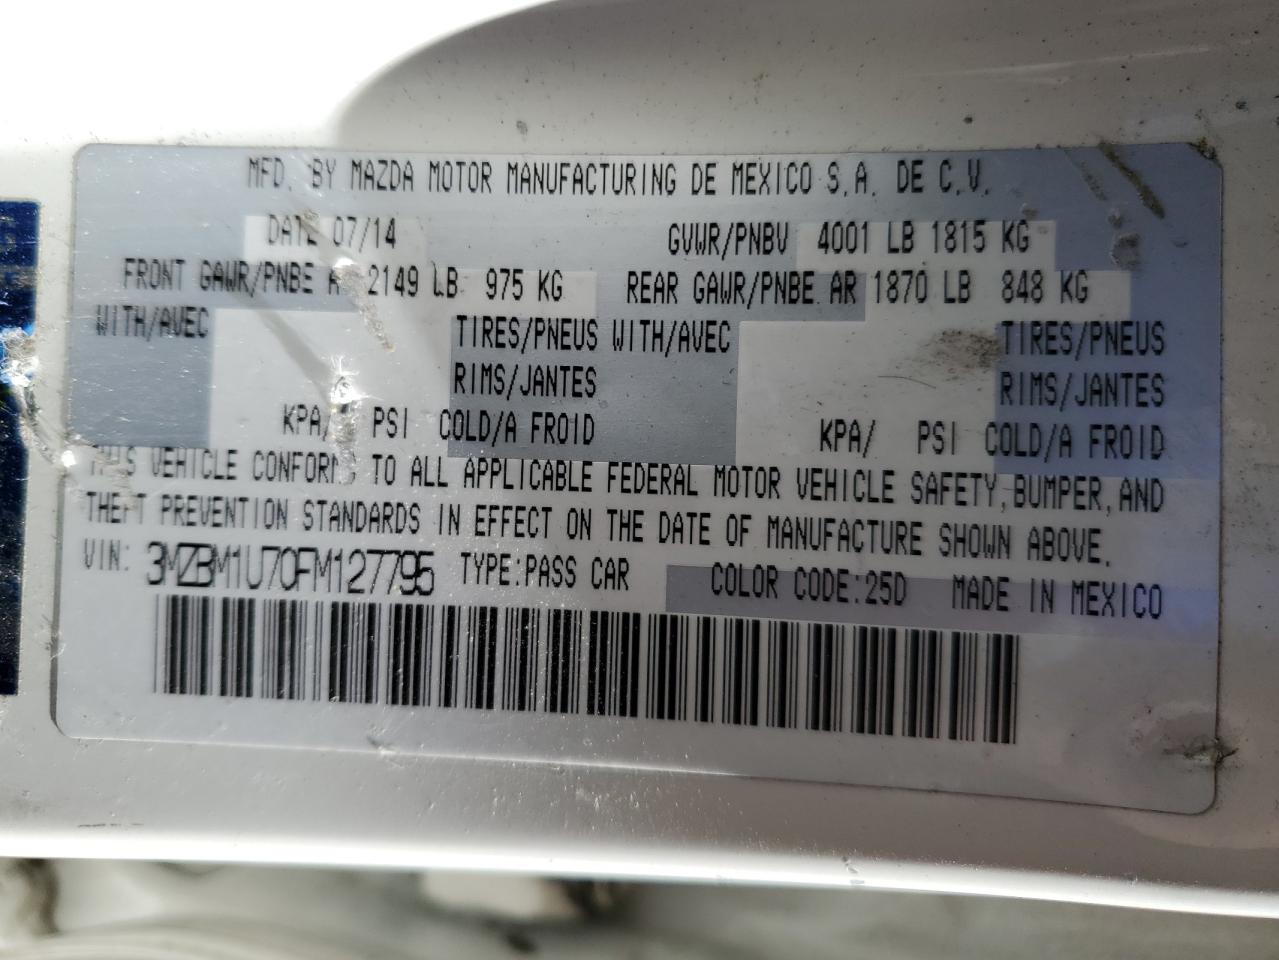 MFD. BY MAZDA MOTOR MANUFACTURING DE MEXICO S.A. DE C.V.
DATE 07/14 GVWR/PNBV 4001 LB 1815 KG
FRONT GAWR/PNBE AV 2149 LB 975 KG REAR GAWR/PNBE AR 1870 LB 848 KG
WITH/AVEC TIRES/PNEUS WITH/AVEC TIRES/PNEUS
RIMS/JANTES RIMS/JANTES
KPA/ PSI COLD/A FROID KPA/ PSI COLD/A FROID
THIS VEHICLE CONFORMS TO ALL APPLICABLE FEDERAL MOTOR VEHICLE SAFETY, BUMPER, AND
THEFT PREVENTION STANDARDS IN EFFECT ON THE DATE OF MANUFACTURE SHOWN ABOVE.
VIN: 3MZBM1U70FM127795 TYPE:PASS CAR COLOR CODE:25D MADE IN MEXICO